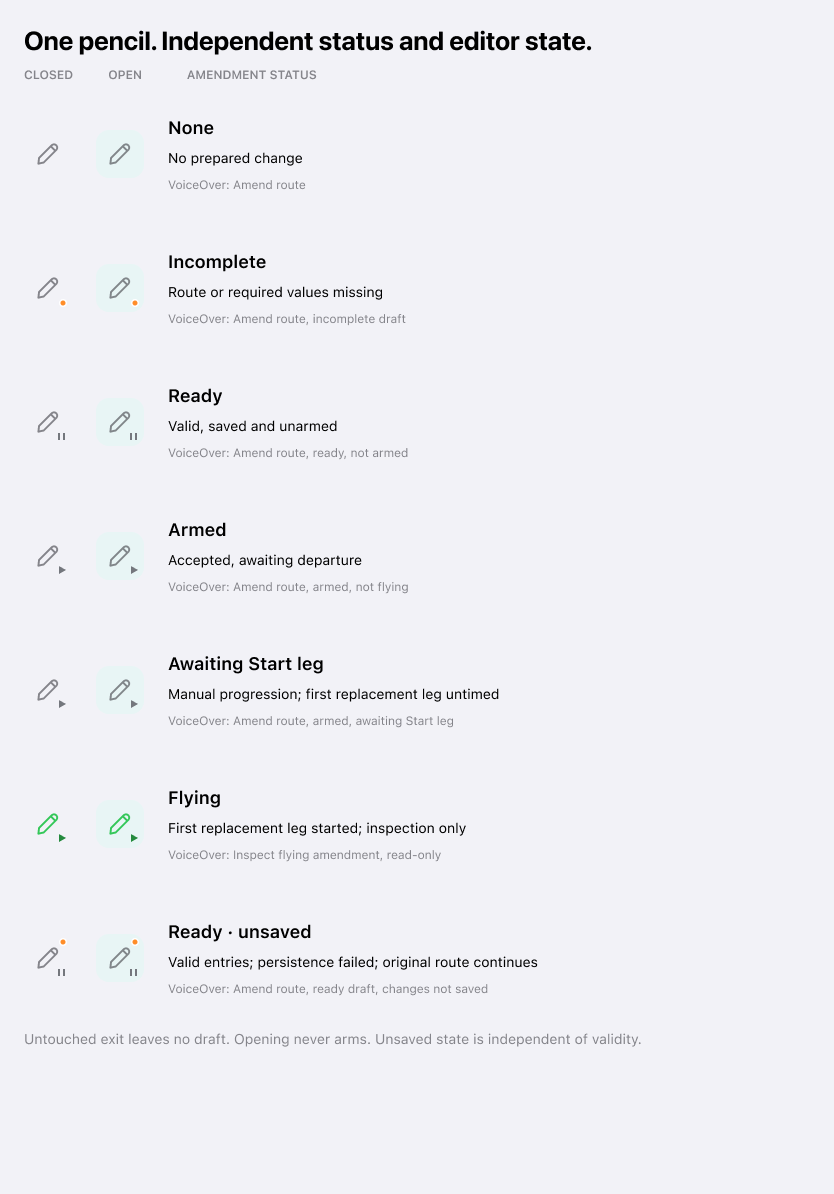 One pencil. Independent status and editor state.
CLOSED OPEN AMENDMENT STATUS
None
No prepared change
VoiceOver: Amend route
Incomplete
Route or required values missing
VoiceOver: Amend route, incomplete draft
Ready
Valid, saved and unarmed
VoiceOver: Amend route, ready, not armed
Armed
Accepted, awaiting departure
VoiceOver: Amend route, armed, not flying
Awaiting Start leg
Manual progression; first replacement leg untimed
VoiceOver: Amend route, armed, awaiting Start leg
Flying
First replacement leg started; inspection only
VoiceOver: Inspect flying amendment, read-only
Ready · unsaved
Valid entries; persistence failed; original route continues
VoiceOver: Amend route, ready draft, changes not saved
Untouched exit leaves no draft. Opening never arms. Unsaved state is independent of validity.